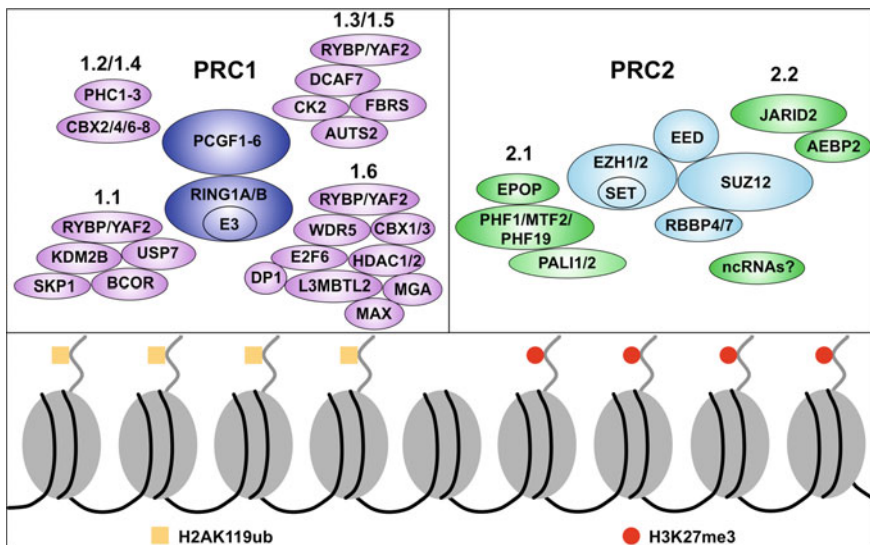 PRC1
1.2/1.4
PHC1-3
CBX2/4/6-8
PCGF1-6
RING1A/B
E3
1.3/1.5
RYBP/YAF2
DCAF7
CK2
FBRS
AUTS2
1.1
RYBP/YAF2
KDM2B
USP7
SKP1
BCOR
1.6
RYBP/YAF2
WDR5
CBX1/3
E2F6
HDAC1/2
DP1
L3MBTL2
MGA
MAX
PRC2
2.1
EPOP
PHF1/MTF2/
PHF19
PALI1/2
EZH1/2
SET
EED
SUZ12
RBBP4/7
2.2
JARID2
AEBP2
ncRNAs?
H2AK119ub
H3K27me3